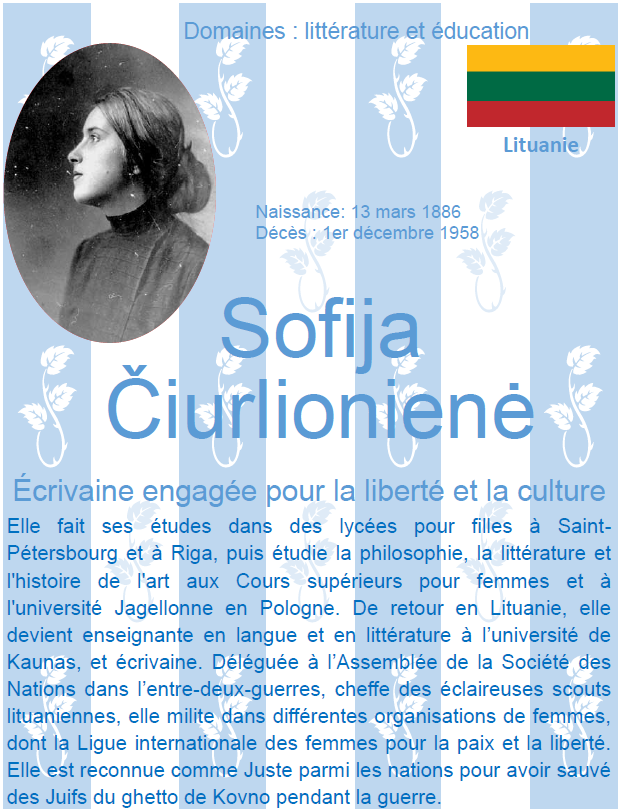 Domaines : littérature et éducation
Lituanie
Naissance: 13 mars 1886
Décès : 1er décembre 1958
Sofija
Čiurlionienė
Écrivaine engagée pour la liberté et la culture
Elle fait ses études dans des lycées pour filles à Saint-
Pétersbourg et à Riga, puis étudie la philosophie, la littérature et
l'histoire de l'art aux Cours supérieurs pour femmes et à
l'université Jagellonne en Pologne. De retour en Lituanie, elle
devient enseignante en langue et en littérature à l’université de
Kaunas, et écrivaine. Déléguée à l’Assemblée de la Société des
Nations dans l’entre-deux-guerres, cheffe des éclaireuses scouts
lituaniennes, elle milite dans différentes organisations de femmes,
dont la Ligue internationale des femmes pour la paix et la liberté.
Elle est reconnue comme Juste parmi les nations pour avoir sauvé
des Juifs du ghetto de Kovno pendant la guerre.